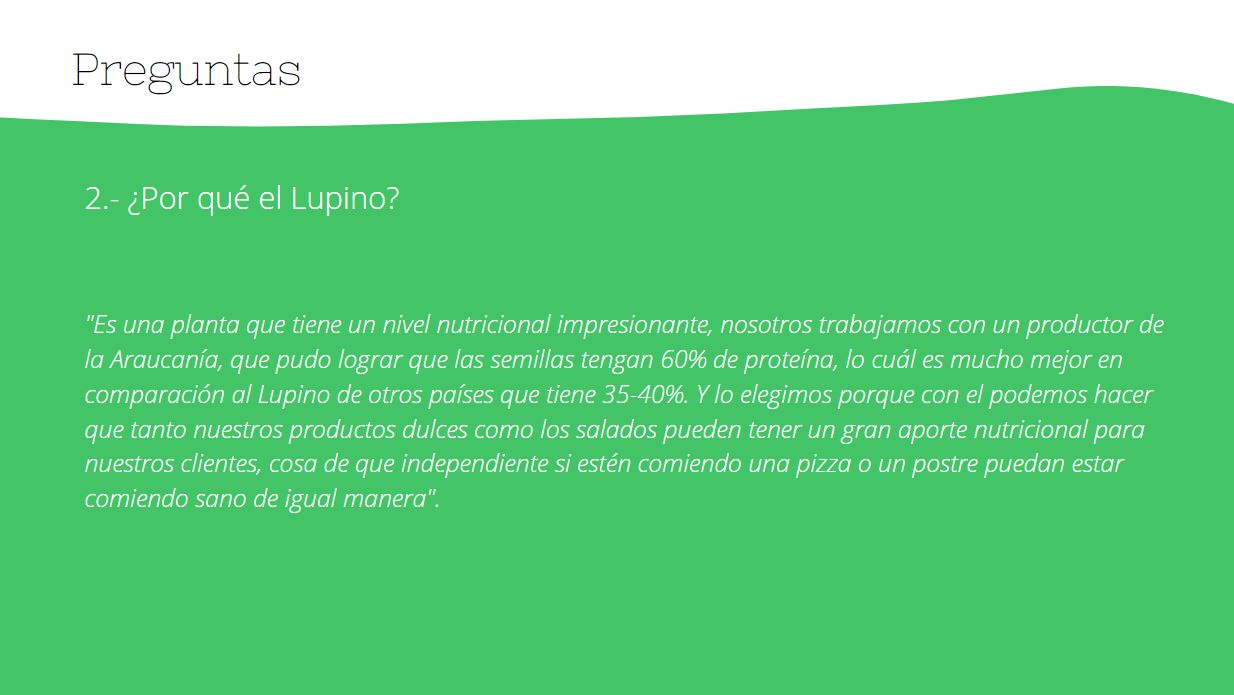 Preguntas
2.- ¿Por qué el Lupino?
"Es una planta que tiene un nivel nutricional impresionante, nosotros trabajamos con un productor de
la Araucanía, que pudo lograr que las semillas tengan 60% de proteína, lo cuál es mucho mejor en
comparación al Lupino de otros países que tiene 35-40%. Y lo elegimos porque con el podemos hacer
que tanto nuestros productos dulces como los salados pueden tener un gran aporte nutricional para
nuestros clientes, cosa de que independiente si estén comiendo una pizza o un postre puedan estar
comiendo sano de igual manera".